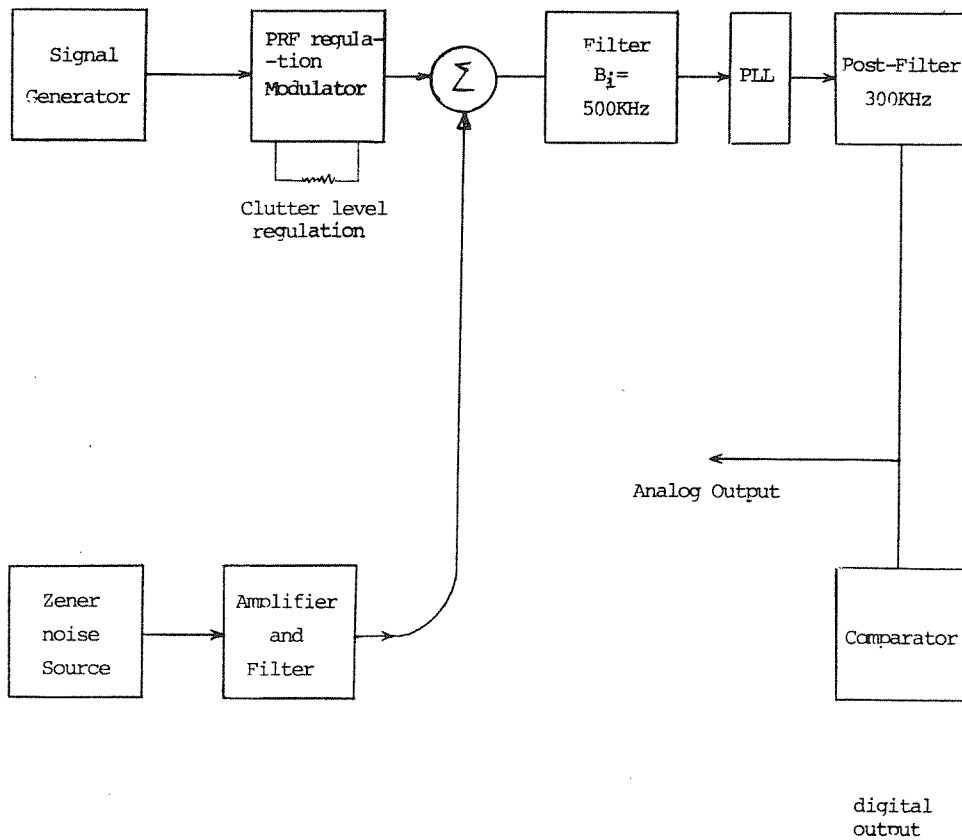 Signal
Generator
PRF regula-
-tion
Modulator
Σ
Filter
Bi=
500KHz
PLL
Post-Filter
300KHz
Clutter level
regulation
Analog Output
Zener
noise
Source
Amplifier
and
Filter
Comparator
digital
output